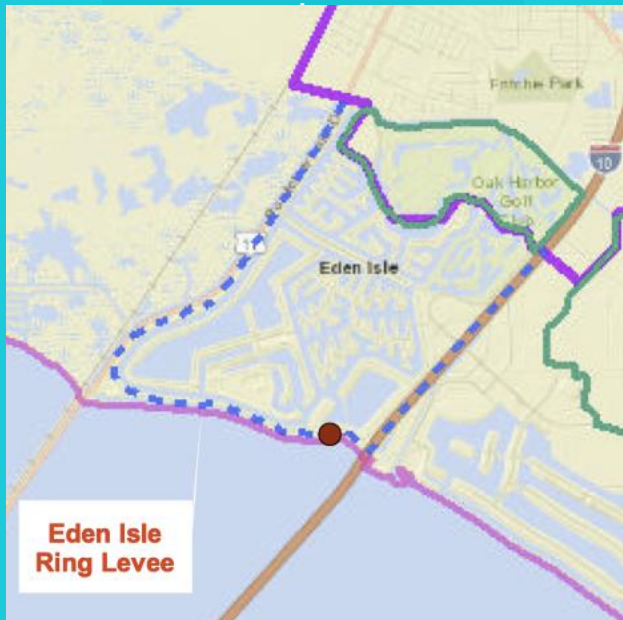 Fritchie Park
10
Oak Harbor
Golf
Club
11
Eden Isle
Eden Isle
Ring Levee